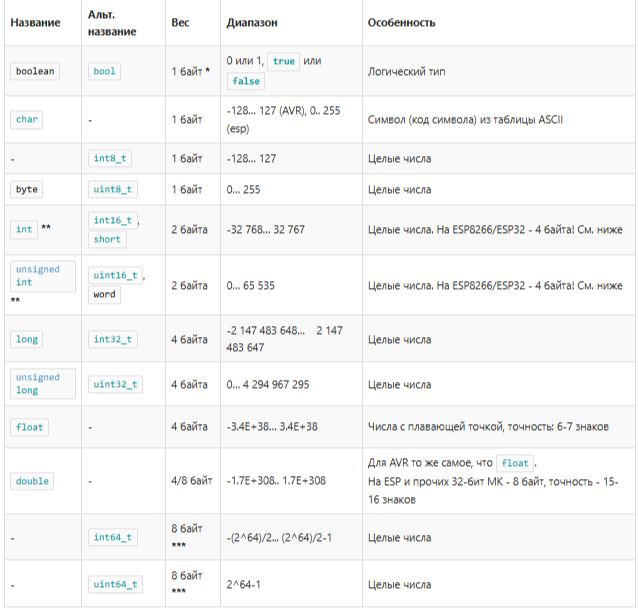 Название Альт. название Вес Диапазон Особенность
boolean bool 1 байт * 0 или 1, true или false Логический тип
char - 1 байт -128... 127 (AVR), 0.. 255 (esp) Символ (код символа) из таблицы ASCII
- int8_t 1 байт -128... 127 Целые числа
byte uint8_t 1 байт 0... 255 Целые числа
int ** int16_t, short 2 байта -32 768... 32 767 Целые числа. На ESP8266/ESP32 - 4 байта! См. ниже
unsigned int ** uint16_t, word 2 байта 0... 65 535 Целые числа. На ESP8266/ESP32 - 4 байта! См. ниже
long int32_t 4 байта -2 147 483 648... 2 147 483 647 Целые числа
unsigned long uint32_t 4 байта 0... 4 294 967 295 Целые числа
float - 4 байта -3.4E+38... 3.4E+38 Числа с плавающей точкой, точность: 6-7 знаков
double - 4/8 байт -1.7E+308.. 1.7E+308 Для AVR то же самое, что float.
На ESP и прочих 32-бит МК - 8 байт, точность - 15-
16 знаков
- int64_t 8 байт *** -(2^64)/2... (2^64)/2-1 Целые числа
- uint64_t 8 байт *** 2^64-1 Целые числа